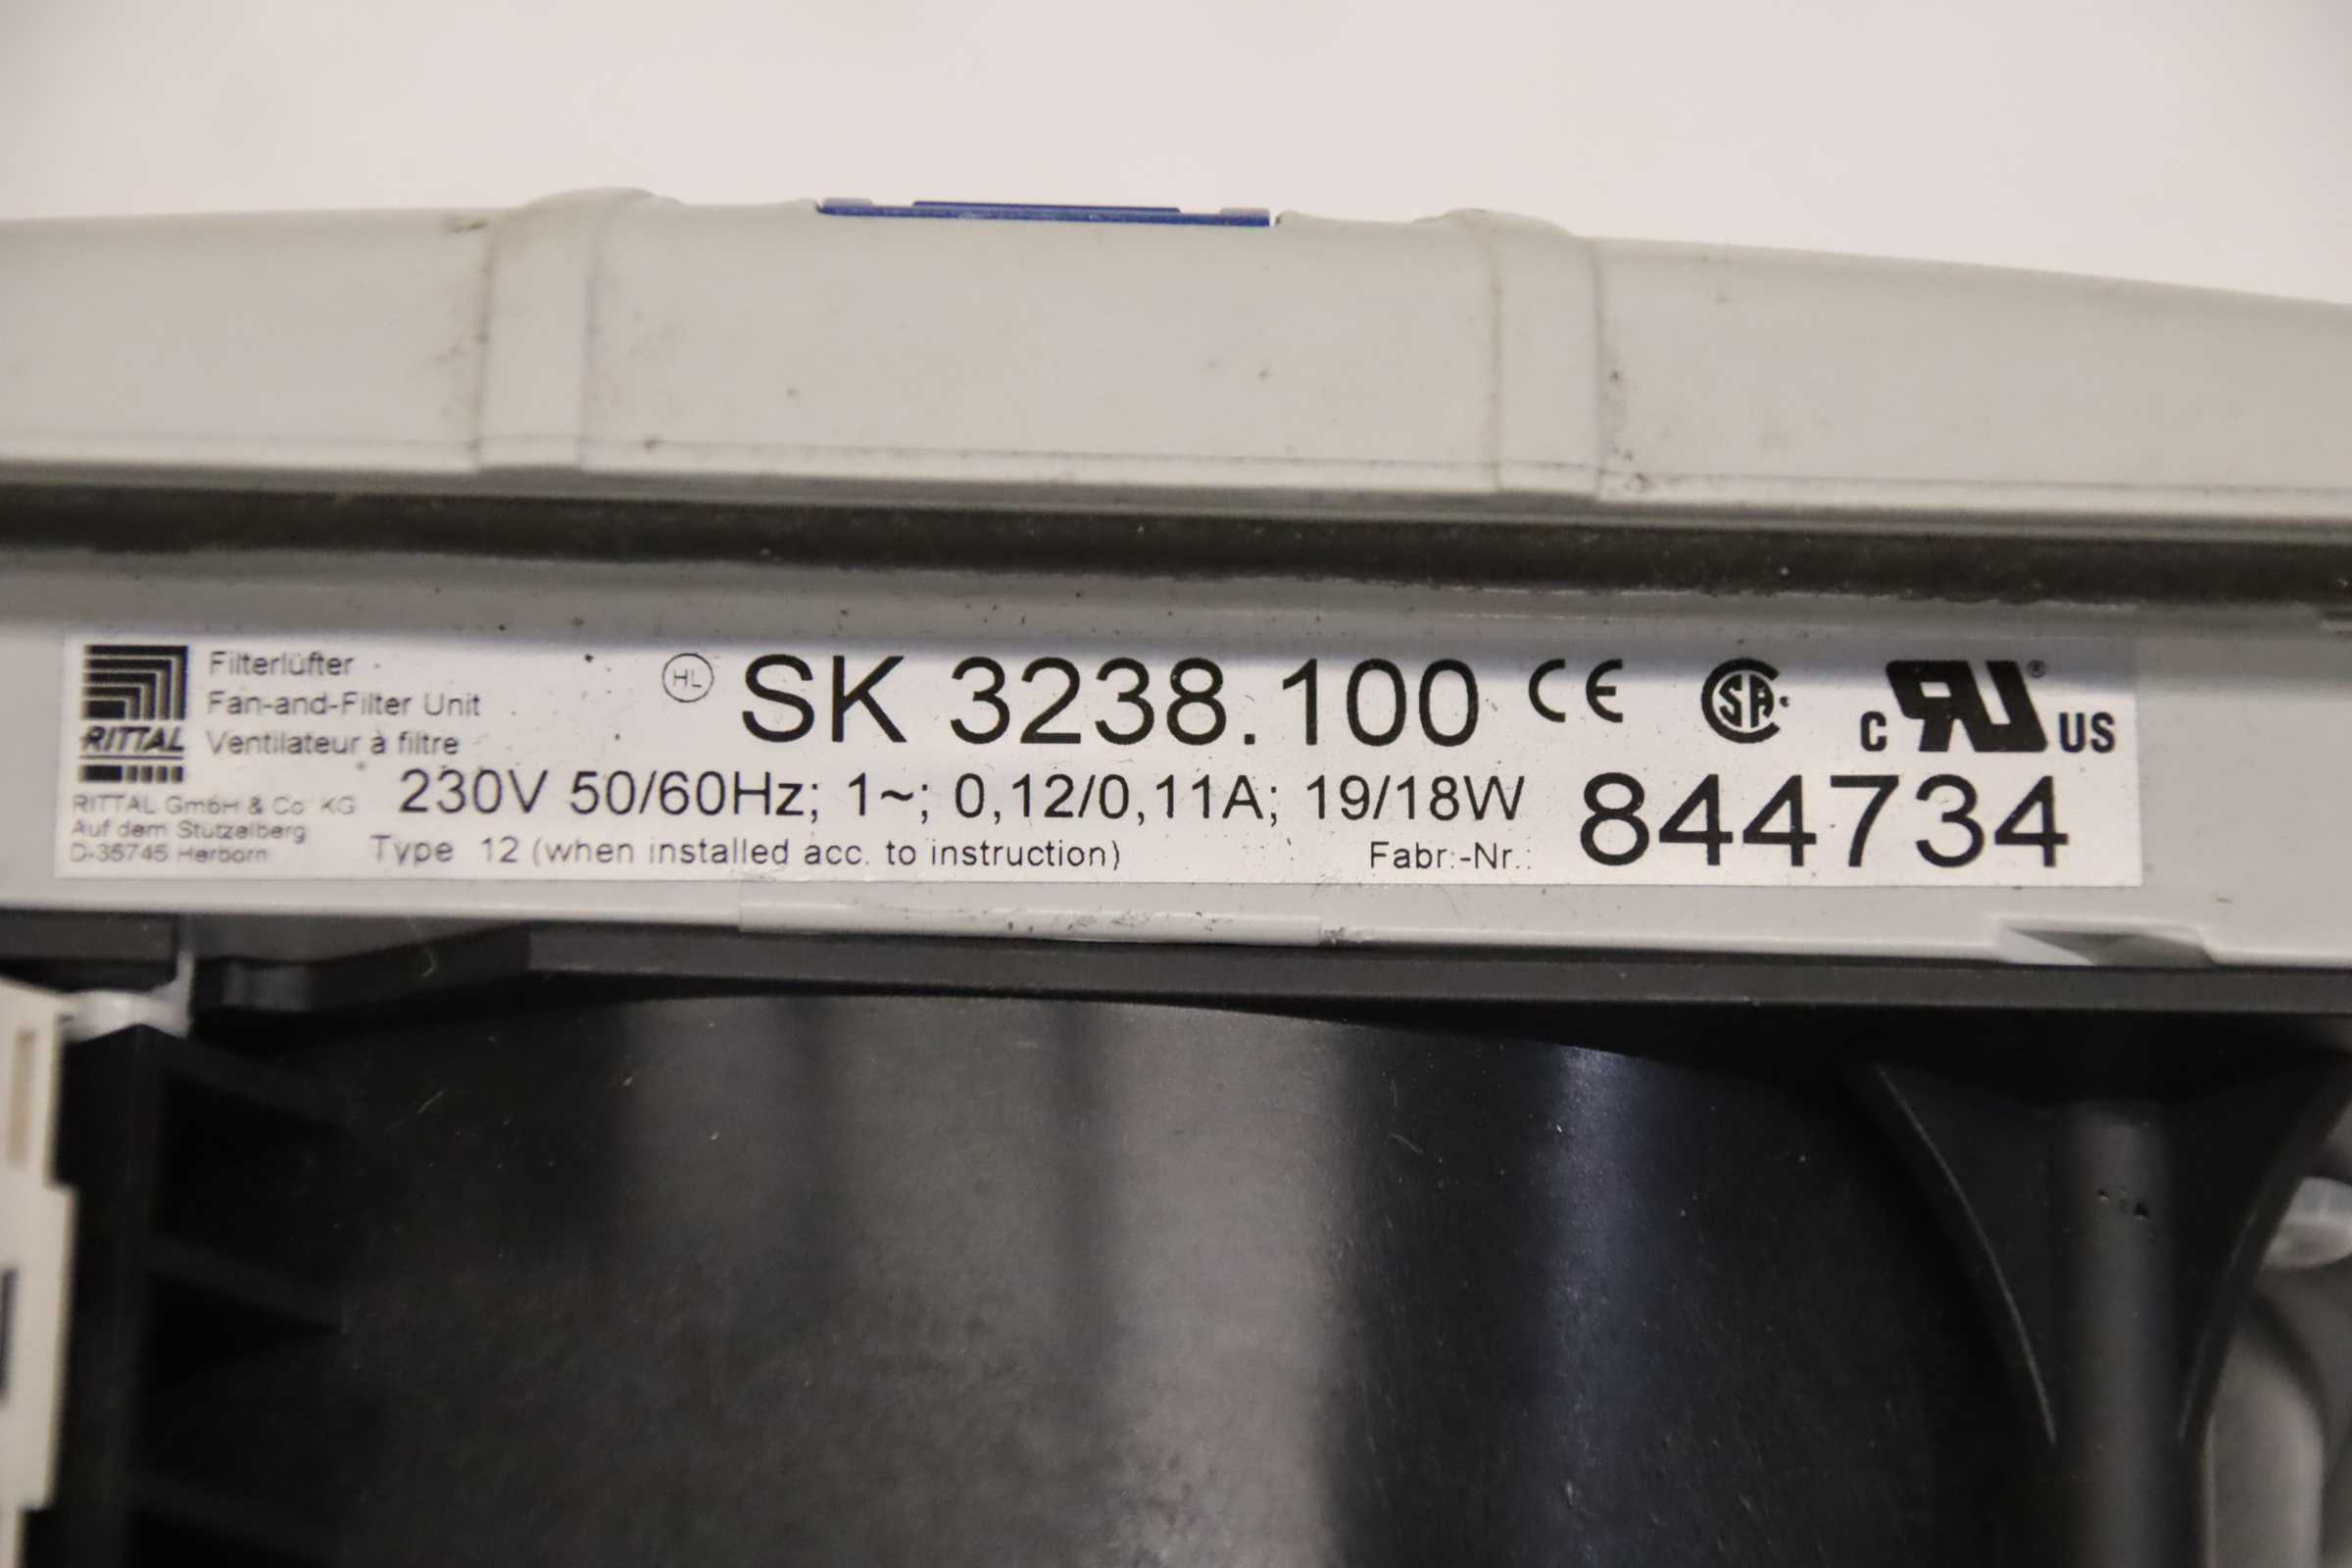 Filterlüfter
Fan-and-Filter Unit
Ventilateur à filtre
RITTAL
RITTAL GmbH & Co KG
Auf dem Stützelberg
D-35745 Herborn
HL SK 3238.100 CE SA c RU ® US
230V 50/60Hz; 1~; 0,12/0,11A; 19/18W
Type 12 (when installed acc. to instruction)
Fabr.-Nr.: 844734